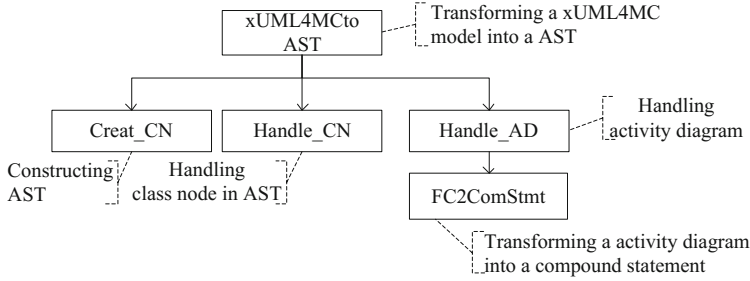 xUML4MCto
AST
Transforming a xUML4MC
model into a AST
Creat_CN
Handle_CN
Handle_AD
Handling
activity diagram
Constructing
AST
Handling
class node in AST
FC2ComStmt
Transforming a activity diagram
into a compound statement